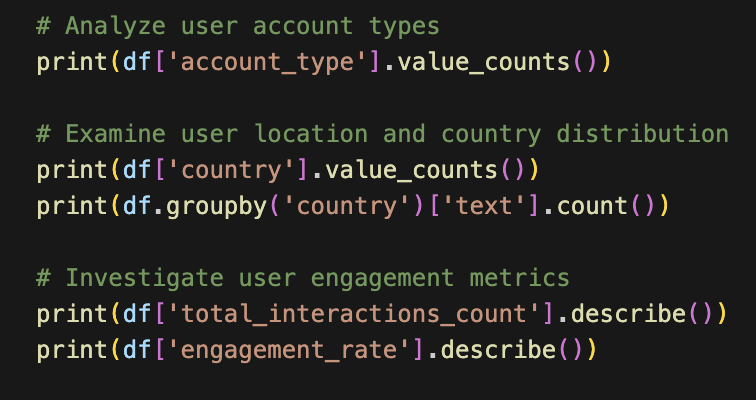 # Analyze user account types
print(df['account_type'].value_counts())
# Examine user location and country distribution
print(df['country'].value_counts())
print(df.groupby('country')['text'].count())
# Investigate user engagement metrics
print(df['total_interactions_count'].describe())
print(df['engagement_rate'].describe())